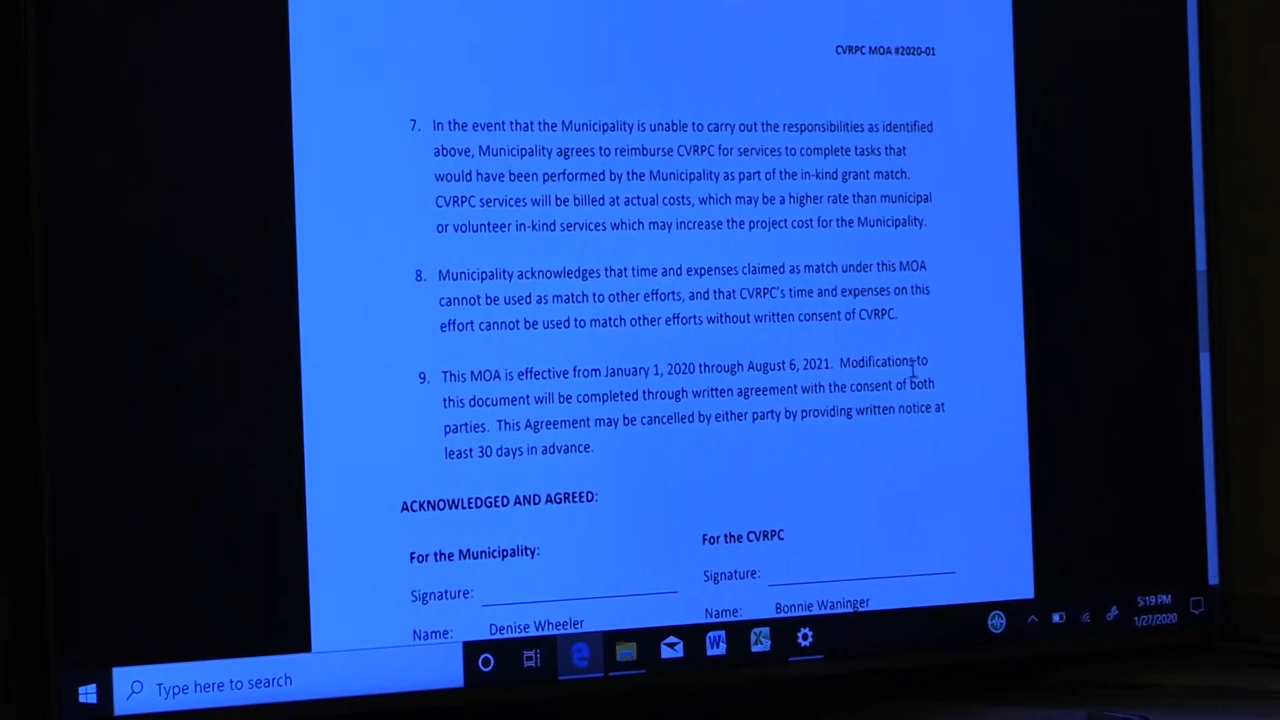 CVRPC MOA #2020-01
7. In the event that the Municipality is unable to carry out the responsibilities as identified
above, Municipality agrees to reimburse CVRPC for services to complete tasks that
would have been performed by the Municipality as part of the in-kind grant match.
CVRPC services will be billed at actual costs, which may be a higher rate than municipal
or volunteer in-kind services which may increase the project cost for the Municipality.
8. Municipality acknowledges that time and expenses claimed as match under this MOA
cannot be used as match to other efforts, and that CVRPC's time and expenses on this
effort cannot be used to match other efforts without written consent of CVRPC.
9. This MOA is effective from January 1, 2020 through August 6, 2021. Modifications to
this document will be completed through written agreement with the consent of both
parties. This Agreement may be cancelled by either party by providing written notice at
least 30 days in advance.
ACKNOWLEDGED AND AGREED:
For the Municipality:
For the CVRPC
Signature:
Signature:
Name: Denise Wheeler
Name: Bonnie Waninger
Type here to search
5:19 PM
1/27/2020